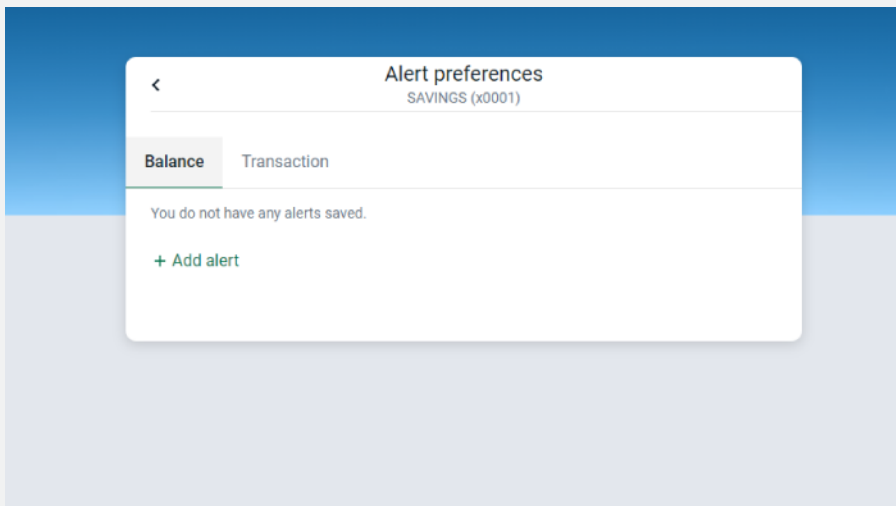 Alert preferences
SAVINGS (x0001)
Balance Transaction
You do not have any alerts saved.
+ Add alert